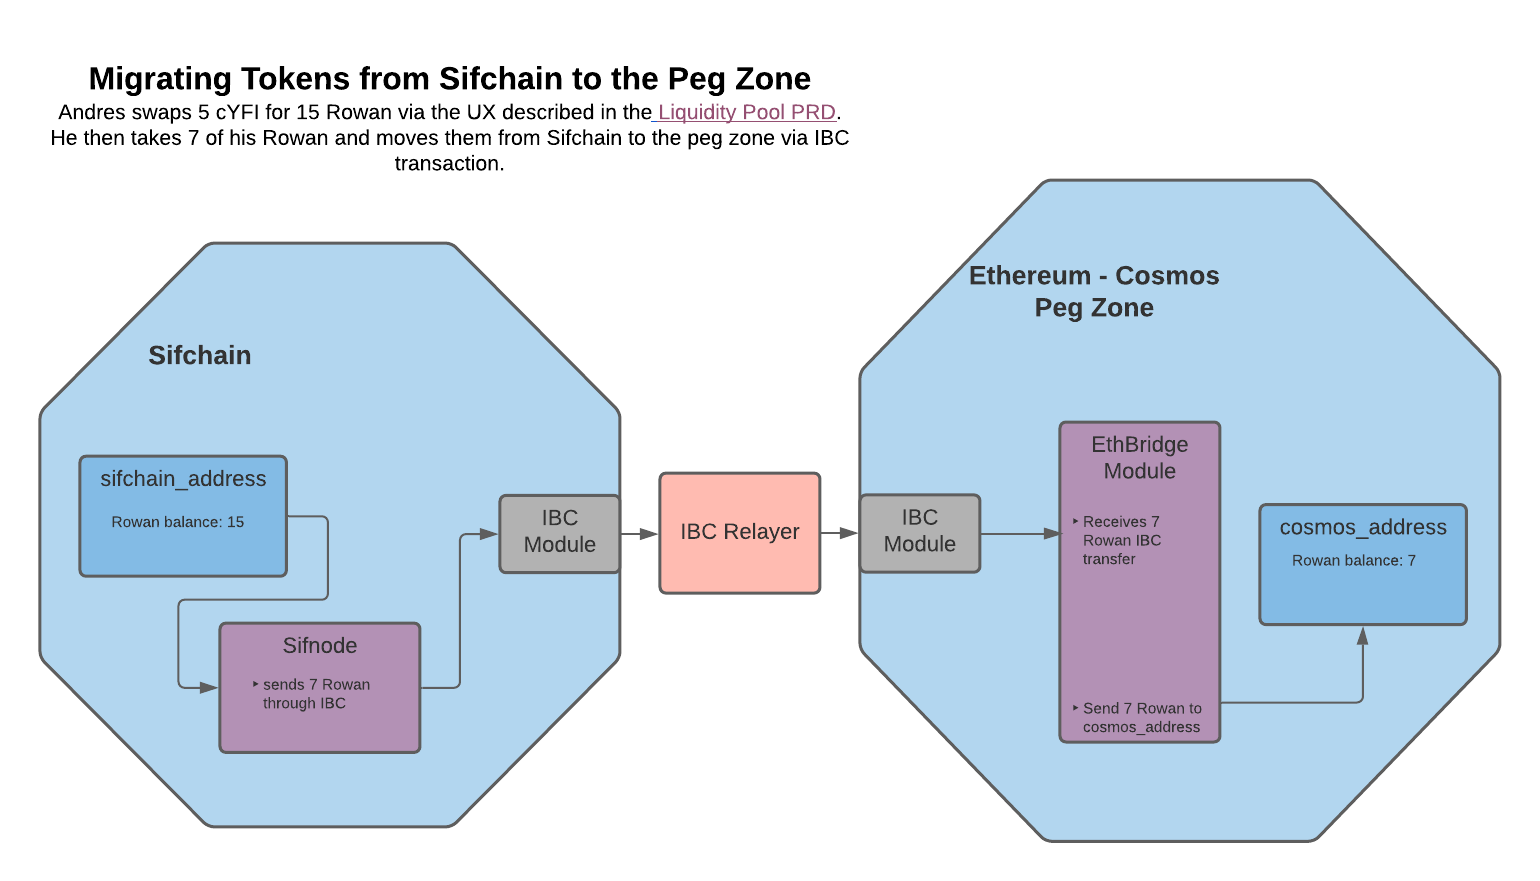 Migrating Tokens from Sifchain to the Peg Zone
Andres swaps 5 cYFI for 15 Rowan via the UX described in the Liquidity Pool PRD.
He then takes 7 of his Rowan and moves them from Sifchain to the peg zone via IBC
transaction.
Sifchain
sifchain_address
Rowan balance: 15
Sifnode
‣ sends 7 Rowan
through IBC
IBC
Module
IBC Relayer
Ethereum - Cosmos
Peg Zone
IBC
Module
EthBridge
Module
‣ Receives 7
Rowan IBC
transfer
‣ Send 7 Rowan to
cosmos_address
cosmos_address
Rowan balance: 7